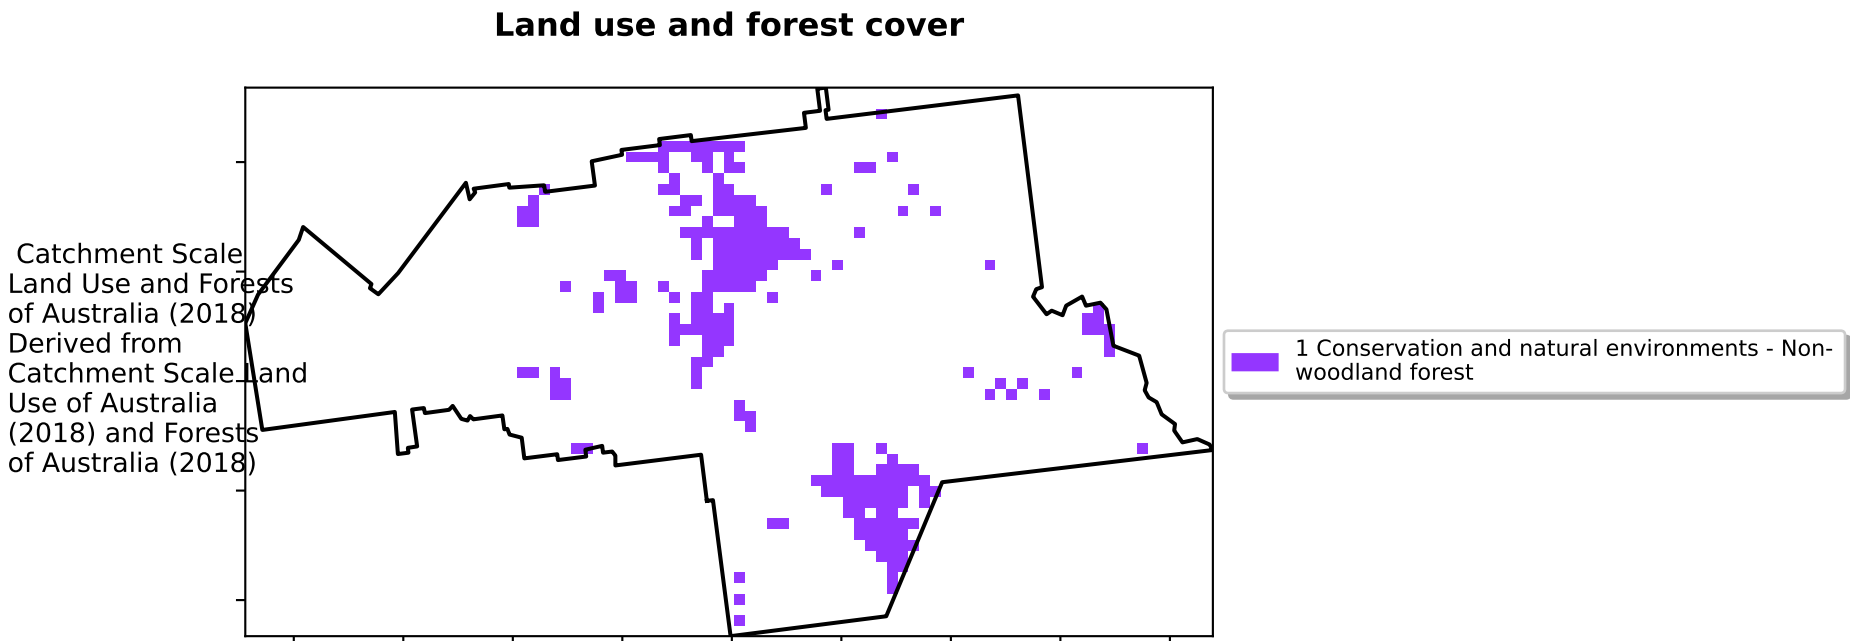 Land use and forest cover
Catchment Scale
Land Use and Forests
of Australia (2018)
Derived from
Catchment Scale Land
Use of Australia
(2018) and Forests
of Australia (2018)
1 Conservation and natural environments - Non-
woodland forest